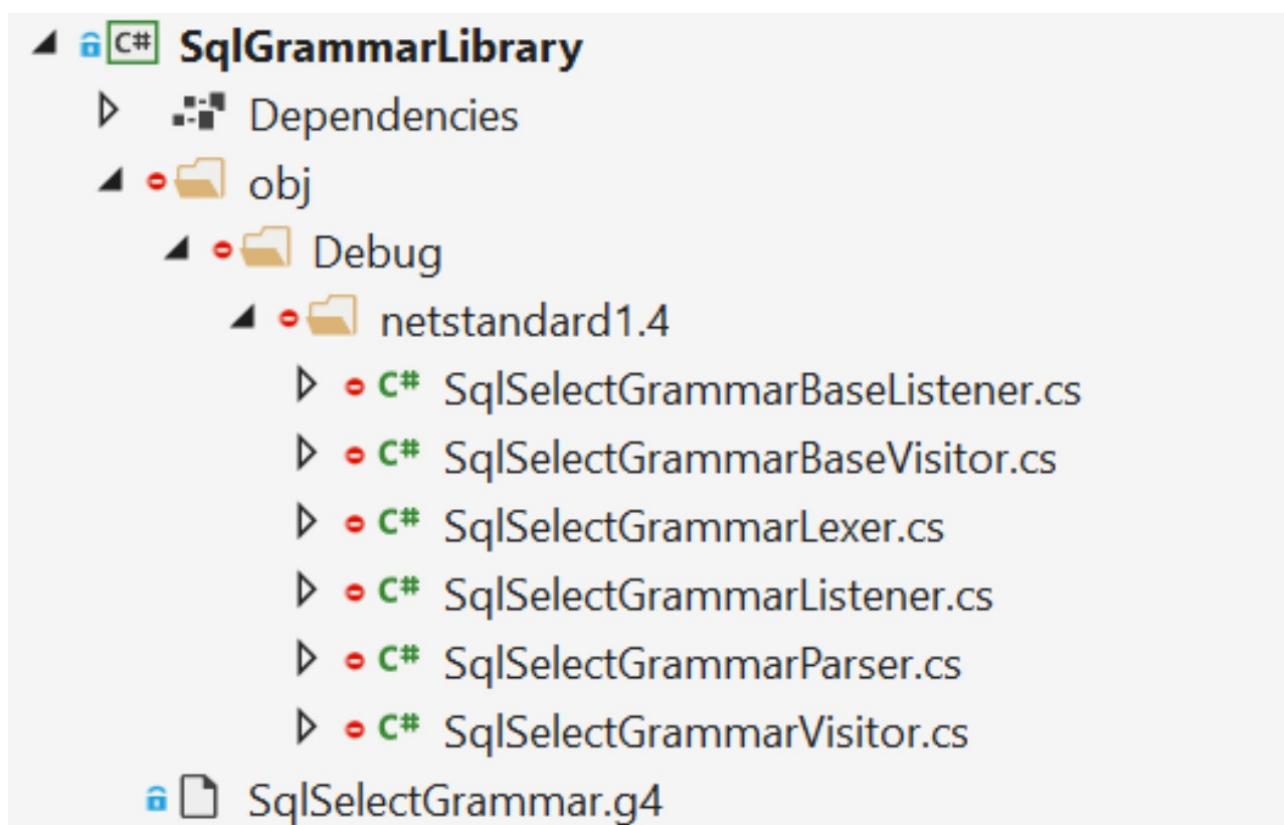 C# SqlGrammarLibrary
Dependencies
obj
Debug
netstandard1.4
C# SqlSelectGrammarBaseListener.cs
C# SqlSelectGrammarBaseVisitor.cs
C# SqlSelectGrammarLexer.cs
C# SqlSelectGrammarListener.cs
C# SqlSelectGrammarParser.cs
C# SqlSelectGrammarVisitor.cs
SqlSelectGrammar.g4